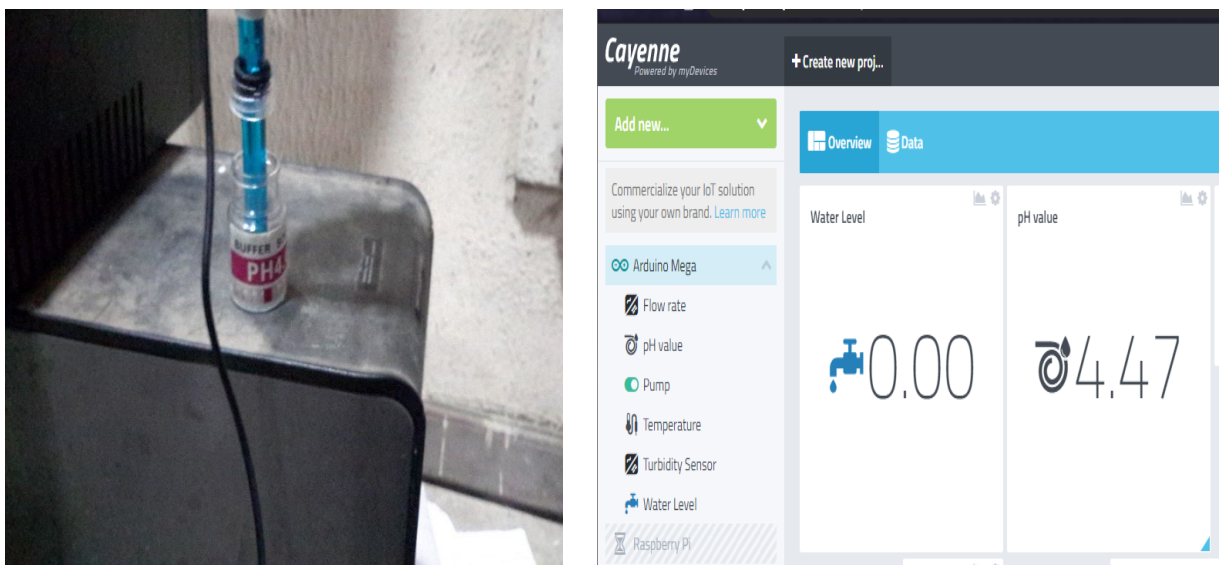 BUFFER
PH4
Cayenne
Powered by myDevices
+Create new proj...
Add new...
Overview
Data
Commercialize your IoT solution
using your own brand. Learn more
Water Level
pH value
Arduino Mega
Flow rate
pH value
Pump
Temperature
Turbidity Sensor
Water Level
Raspberry Pi
0.00
4.47